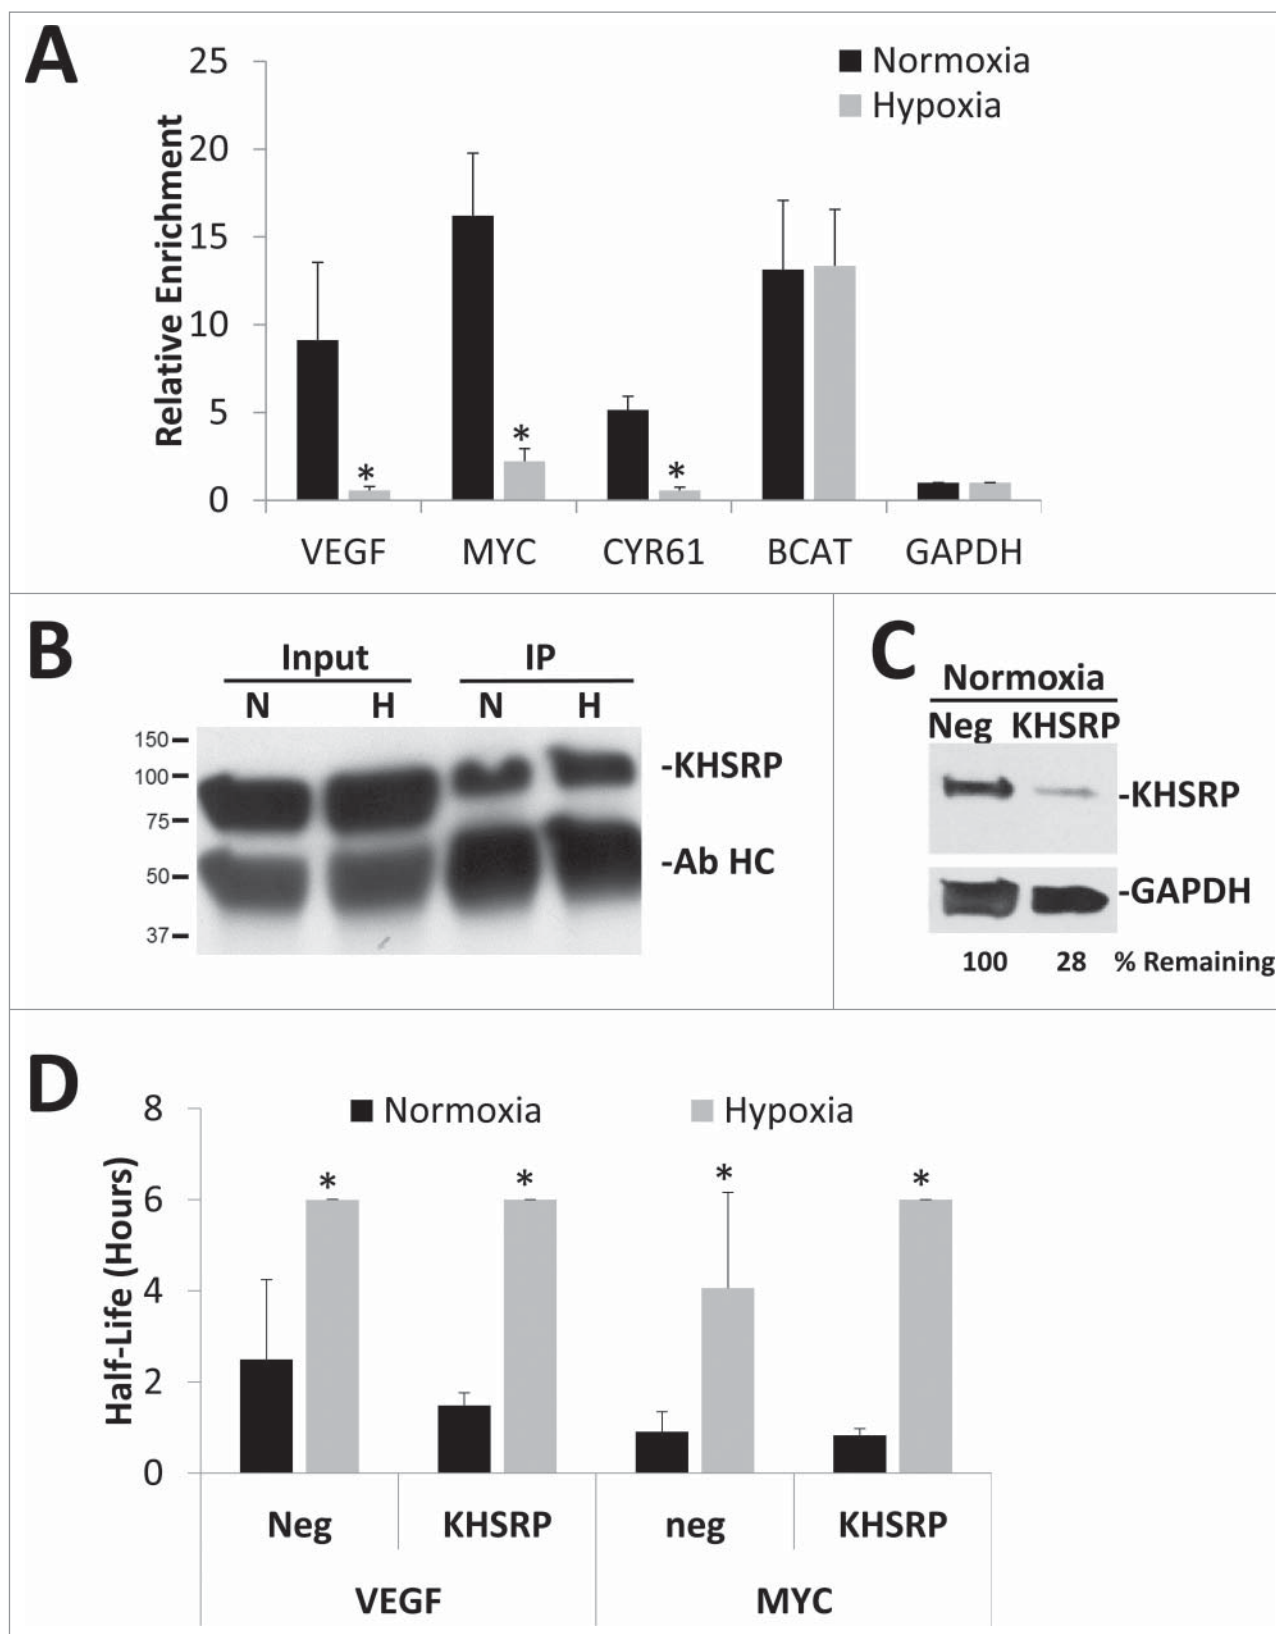 A
Normoxia
Hypoxia
Relative Enrichment
25
20
15
10
5
0
*
*
*
VEGF MYC CYR61 BCAT GAPDH
B
Input IP
N H N H
150
100
75
50
37
-KHSRP
-Ab HC
C
Normoxia
Neg KHSRP
-KHSRP
-GAPDH
100 28 % Remaining
D
Normoxia Hypoxia
Half-Life (Hours)
8
6
4
2
0
* * * *
Neg KHSRP neg KHSRP
VEGF MYC